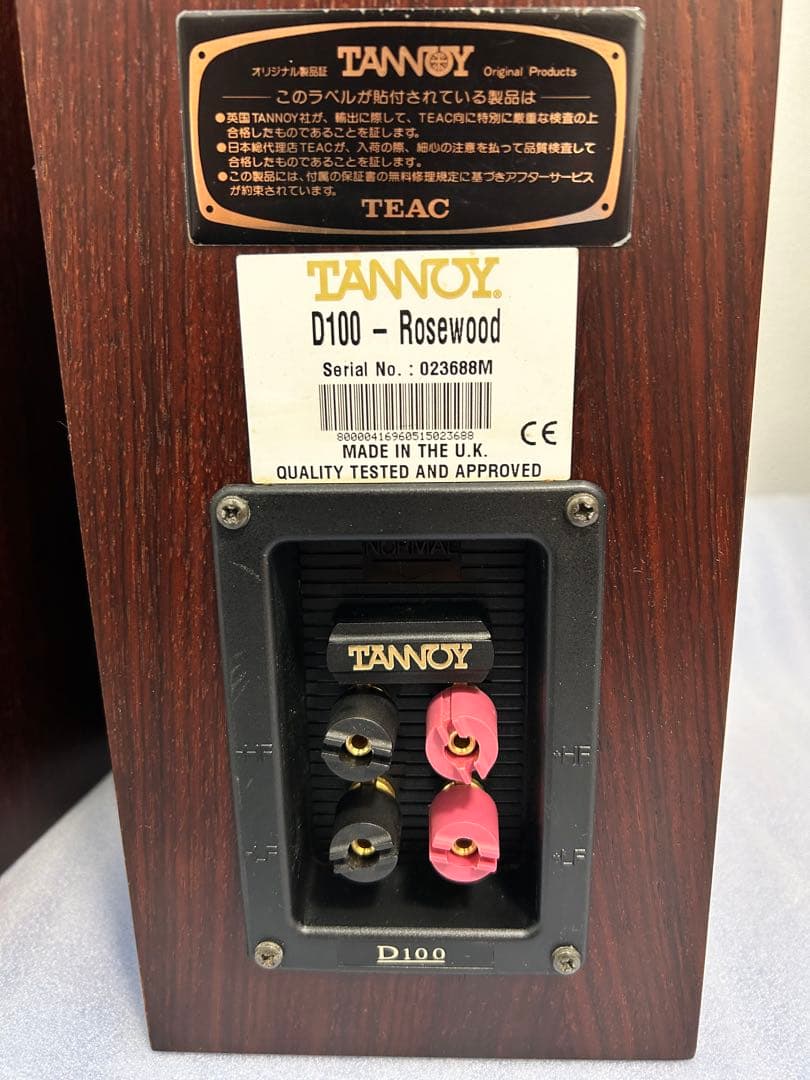 オリジナル製品証 TANNOY Original Products
このラベルが貼付されている製品は
●英国TANNOY社が、輸出に際して、TEAC向に特別に厳重な検査の上
合格したものであることを証します。
●日本総代理店TEACが、入荷の際、細心の注意を払って品質検査して
合格したものであることを証します。
●この製品には、付属の保証書の無料修理規定に基づきアフターサービス
が約束されています。
TEAC
TANNOY®
D100 - Rosewood
Serial No. : 023688M
80000416960515023688
CE
MADE IN THE U.K.
QUALITY TESTED AND APPROVED
NORMAL
TANNOY
-HF +HF
-LF +LF
D100